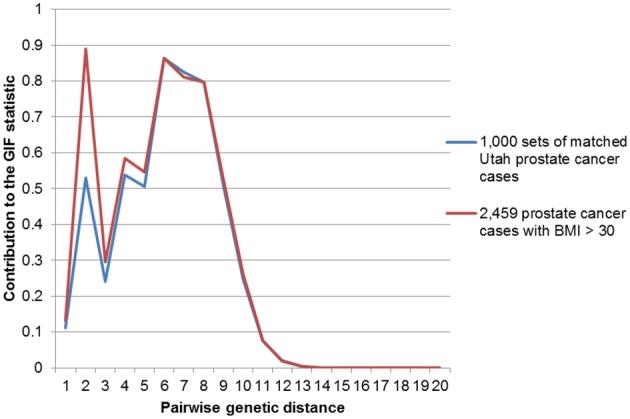 Contribution to the GIF statistic
1
0.9
0.8
0.7
0.6
0.5
0.4
0.3
0.2
0.1
0
1 2 3 4 5 6 7 8 9 10 11 12 13 14 15 16 17 18 19 20
Pairwise genetic distance
1,000 sets of matched
Utah prostate cancer
cases
2,459 prostate cancer
cases with BMI > 30